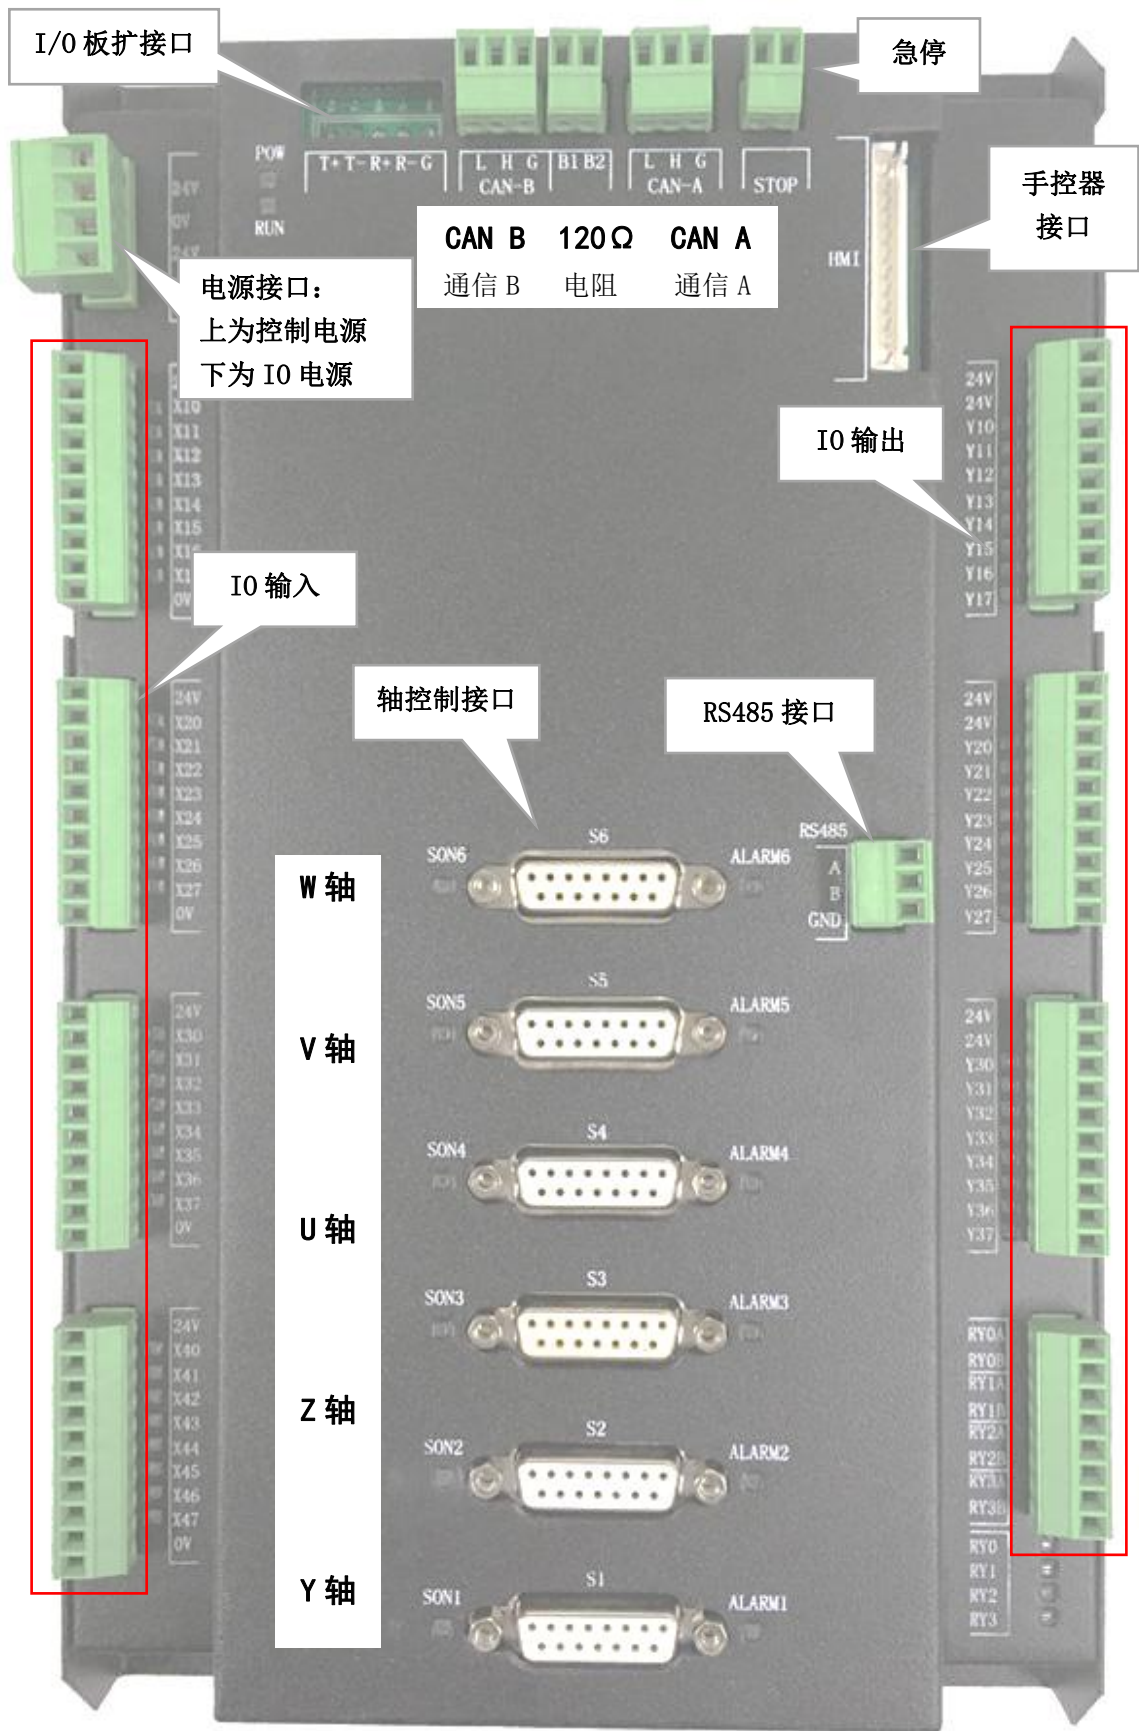 I/O 板扩接口
急停
POW
RUN
T+ T- R+ R- G
L H G
CAN-B
B1 B2
L H G
CAN-A
STOP
手控器
接口
HMI
24V
0V
24V
CAN B 120Ω CAN A
通信 B 电阻 通信 A
电源接口：
上为控制电源
下为 IO 电源
X10
X11
X12
X13
X14
X15
0V
IO 输入
24V
X20
X21
X22
X23
X24
X25
X26
X27
0V
24V
X30
X31
X32
X33
X34
X35
X36
X37
0V
24V
X40
X41
X42
X43
X44
X45
X46
X47
0V
IO 输出
24V
24V
Y10
Y11
Y12
Y13
Y14
Y15
Y16
Y17
24V
24V
Y20
Y21
Y22
Y23
Y24
Y25
Y26
Y27
24V
24V
Y30
Y31
Y32
Y33
Y34
Y35
Y36
Y37
RY0A
RY0B
RY1A
RY1B
RY2A
RY2B
RY3A
RY3B
RY0
RY1
RY2
RY3
轴控制接口
RS485 接口
RS485
A
B
GND
W 轴
V 轴
U 轴
Z 轴
Y 轴
S6
SON6 ALARM6
S5
SON5 ALARM5
S4
SON4 ALARM4
S3
SON3 ALARM3
S2
SON2 ALARM2
S1
SON1 ALARM1